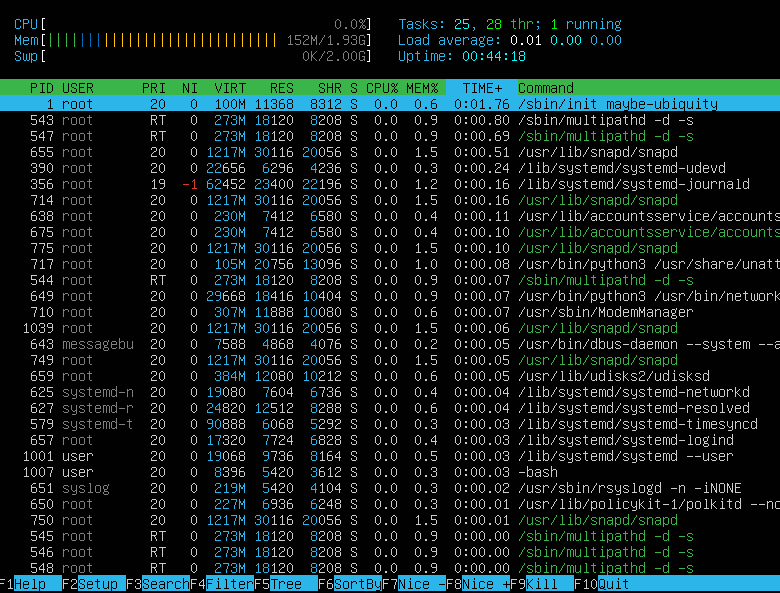 CPU[ 0.0%] Tasks: 25, 28 thr; 1 running
Mem[|||||||||||||||||||||||||||||| 152M/1.93G] Load average: 0.01 0.00 0.00
Swp[ 0K/2.00G] Uptime: 00:44:18
PID USER PRI NI VIRT RES SHR S CPU% MEM% TIME+ Command
1 root 20 0 100M 11368 8312 S 0.0 0.6 0:01.76 /sbin/init maybe-ubiquity
543 root RT 0 273M 18120 8208 S 0.0 0.9 0:00.80 /sbin/multipathd -d -s
547 root RT 0 273M 18120 8208 S 0.0 0.9 0:00.69 /sbin/multipathd -d -s
655 root 20 0 1217M 30116 20056 S 0.0 1.5 0:00.51 /usr/lib/snapd/snapd
390 root 20 0 22656 6296 4236 S 0.0 0.3 0:00.24 /lib/systemd/systemd-udevd
356 root 19 -1 62452 23400 22196 S 0.0 1.2 0:00.16 /lib/systemd/systemd-journald
714 root 20 0 1217M 30116 20056 S 0.0 1.5 0:00.16 /usr/lib/snapd/snapd
638 root 20 0 230M 7412 6580 S 0.0 0.4 0:00.11 /usr/lib/accountsservice/accounts
675 root 20 0 230M 7412 6580 S 0.0 0.4 0:00.10 /usr/lib/accountsservice/accounts
775 root 20 0 1217M 30116 20056 S 0.0 1.5 0:00.10 /usr/lib/snapd/snapd
717 root 20 0 105M 20756 13096 S 0.0 1.0 0:00.08 /usr/bin/python3 /usr/share/unatt
544 root RT 0 273M 18120 8208 S 0.0 0.9 0:00.07 /sbin/multipathd -d -s
649 root 20 0 29668 18416 10404 S 0.0 0.9 0:00.07 /usr/bin/python3 /usr/bin/network
710 root 20 0 307M 11888 10080 S 0.0 0.6 0:00.07 /usr/sbin/ModemManager
1039 root 20 0 1217M 30116 20056 S 0.0 1.5 0:00.06 /usr/lib/snapd/snapd
643 messagebu 20 0 7588 4868 4076 S 0.0 0.2 0:00.05 /usr/bin/dbus-daemon --system --a
749 root 20 0 1217M 30116 20056 S 0.0 1.5 0:00.05 /usr/lib/snapd/snapd
659 root 20 0 384M 12080 10212 S 0.0 0.6 0:00.05 /usr/lib/udisks2/udisksd
625 systemd-n 20 0 19080 7604 6736 S 0.0 0.4 0:00.04 /lib/systemd/systemd-networkd
627 systemd-r 20 0 24820 12512 8288 S 0.0 0.6 0:00.04 /lib/systemd/systemd-resolved
579 systemd-t 20 0 90888 6068 5292 S 0.0 0.3 0:00.03 /lib/systemd/systemd-timesyncd
657 root 20 0 17320 7724 6828 S 0.0 0.4 0:00.03 /lib/systemd/systemd-logind
1001 user 20 0 19068 9736 8164 S 0.0 0.5 0:00.03 /lib/systemd/systemd --user
1007 user 20 0 8396 5420 3612 S 0.0 0.3 0:00.03 -bash
651 syslog 20 0 219M 5420 4104 S 0.0 0.3 0:00.02 /usr/sbin/rsyslogd -n -iNONE
650 root 20 0 227M 6936 6248 S 0.0 0.3 0:00.01 /usr/lib/policykit-1/polkitd --no
750 root 20 0 1217M 30116 20056 S 0.0 1.5 0:00.01 /usr/lib/snapd/snapd
545 root RT 0 273M 18120 8208 S 0.0 0.9 0:00.00 /sbin/multipathd -d -s
546 root RT 0 273M 18120 8208 S 0.0 0.9 0:00.00 /sbin/multipathd -d -s
548 root RT 0 273M 18120 8208 S 0.0 0.9 0:00.00 /sbin/multipathd -d -s
F1Help F2Setup F3SearchF4FilterF5Tree F6SortByF7Nice -F8Nice +F9Kill F10Quit